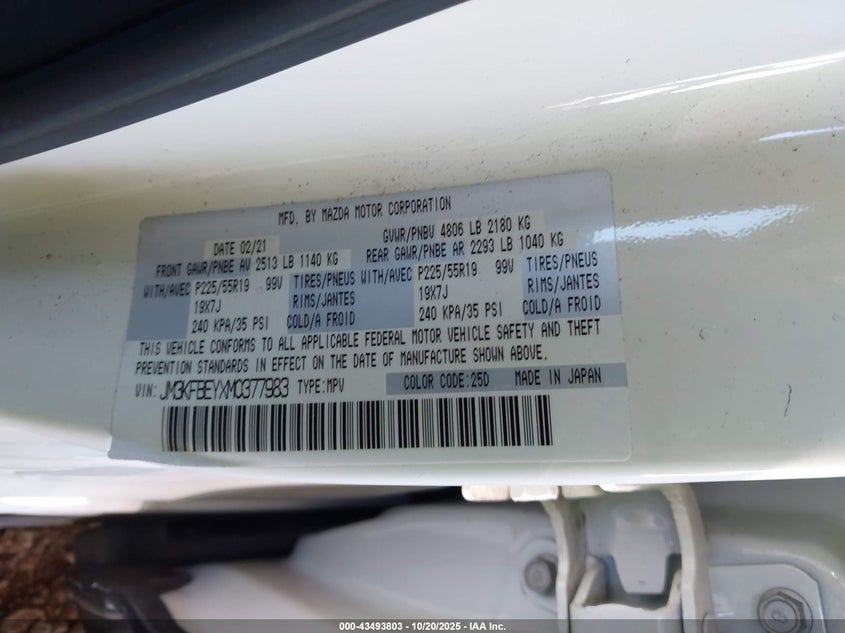 MFD. BY MAZDA MOTOR CORPORATION
DATE 02/21 GVWR/PNBV 4806 LB 2180 KG
FRONT GAWR/PNBE AV 2513 LB 1140 KG REAR GAWR/PNBE AR 2293 LB 1040 KG
WITH/AVEC P225/55R19 99V TIRES/PNEUS WITH/AVEC P225/55R19 99V TIRES/PNEUS
19X7J RIMS/JANTES 19X7J RIMS/JANTES
240 KPA/35 PSI COLD/A FROID 240 KPA/35 PSI COLD/A FROID
THIS VEHICLE CONFORMS TO ALL APPLICABLE FEDERAL MOTOR VEHICLE SAFETY AND THEFT
PREVENTION STANDARDS IN EFFECT ON THE DATE OF MANUFACTURE SHOWN ABOVE.
VIN: JM3KFBEYXM0377983 TYPE:MPV COLOR CODE:25D MADE IN JAPAN
000-43493803 - 10/20/2025 - IAA Inc.